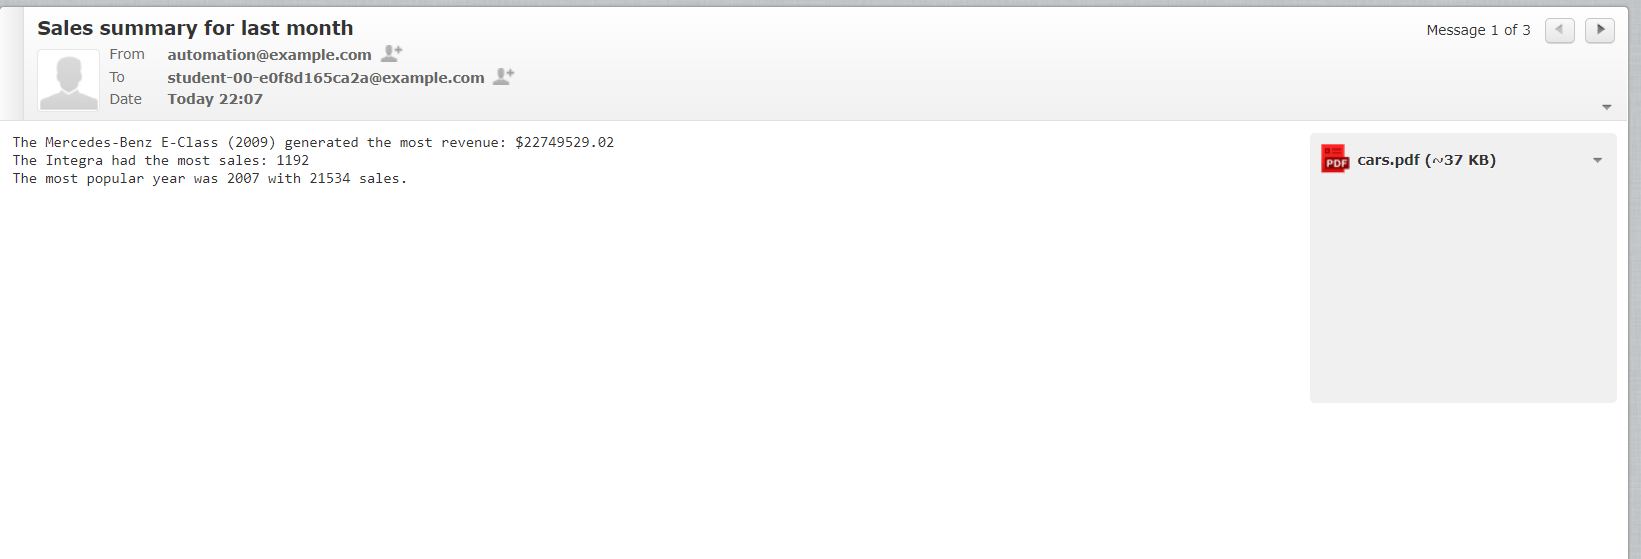 Sales summary for last month
Message 1 of 3
From automation@example.com
To student-00-e0f8d165ca2a@example.com
Date Today 22:07
The Mercedes-Benz E-Class (2009) generated the most revenue: $22749529.02
The Integra had the most sales: 1192
The most popular year was 2007 with 21534 sales.
PDF cars.pdf (~37 KB)